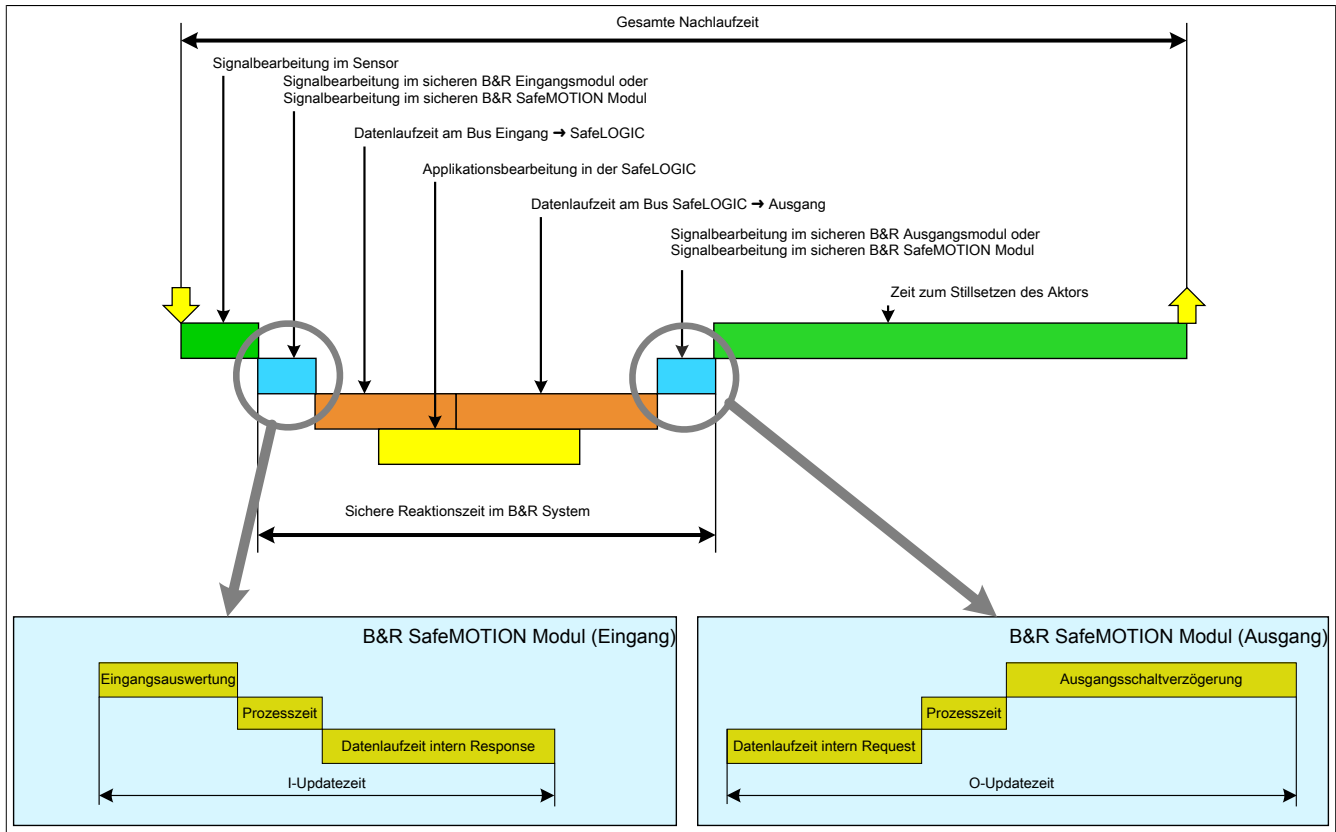 Gesamte Nachlaufzeit
Signalbearbeitung im Sensor
Signalbearbeitung im sicheren B&R Eingangsmodul oder
Signalbearbeitung im sicheren B&R SafeMOTION Modul
Datenlaufzeit am Bus Eingang ➜ SafeLOGIC
Applikationsbearbeitung in der SafeLOGIC
Datenlaufzeit am Bus SafeLOGIC ➜ Ausgang
Signalbearbeitung im sicheren B&R Ausgangsmodul oder
Signalbearbeitung im sicheren B&R SafeMOTION Modul
Zeit zum Stillsetzen des Aktors
Sichere Reaktionszeit im B&R System
B&R SafeMOTION Modul (Eingang)
Eingangsauswertung
Prozesszeit
Datenlaufzeit intern Response
I-Updatezeit
B&R SafeMOTION Modul (Ausgang)
Ausgangsschaltverzögerung
Prozesszeit
Datenlaufzeit intern Request
O-Updatezeit